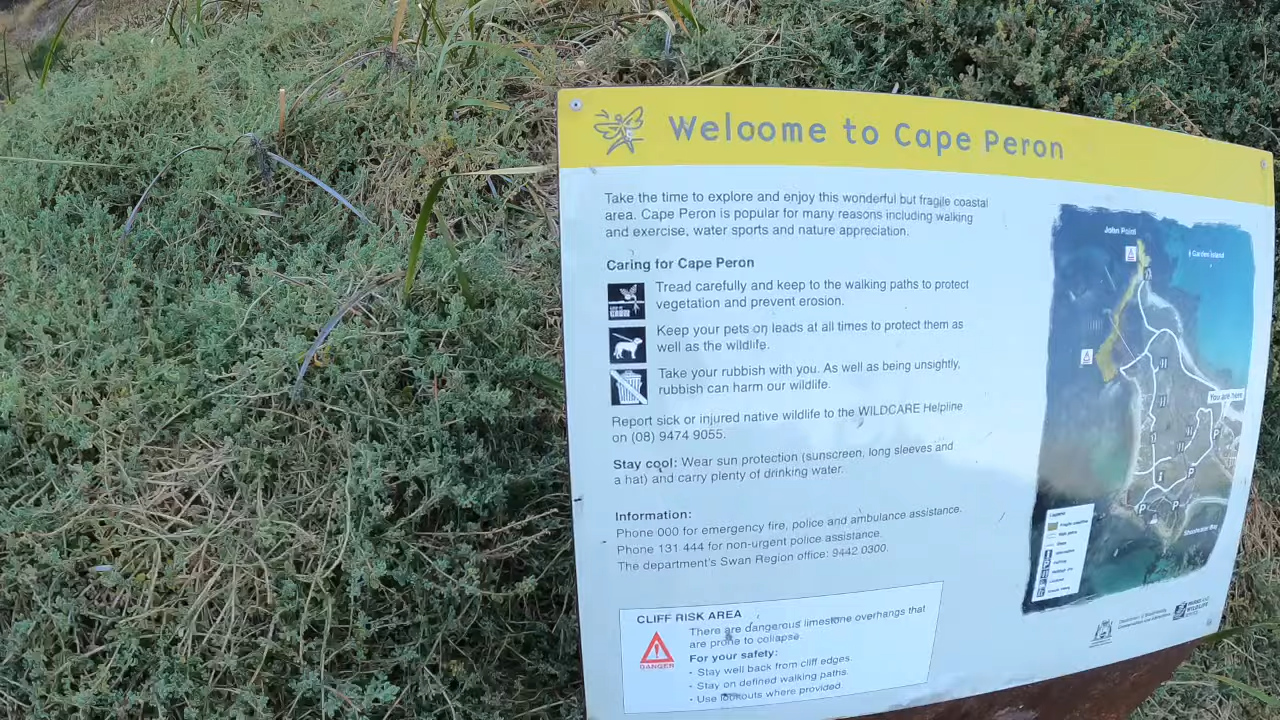 Welcome to Cape Peron
Take the time to explore and enjoy this wonderful but fragile coastal
area. Cape Peron is popular for many reasons including walking
and exercise, water sports and nature appreciation.
Caring for Cape Peron
Tread carefully and keep to the walking paths to protect
vegetation and prevent erosion.
Keep your pets on leads at all times to protect them as
well as the wildlife.
Take your rubbish with you. As well as being unsightly,
rubbish can harm our wildlife.
Report sick or injured native wildlife to the WILDCARE Helpline
on (08) 9474 9055.
Stay cool: Wear sun protection (sunscreen, long sleeves and
a hat) and carry plenty of drinking water.
Information:
Phone 000 for emergency fire, police and ambulance assistance.
Phone 131 444 for non-urgent police assistance.
The department's Swan Region office: 9442 0300.
CLIFF RISK AREA
There are dangerous limestone overhangs that
are prone to collapse.
DANGER
For your safety:
- Stay well back from cliff edges.
- Stay on defined walking paths.
- Use lookouts where provided.
John Point
Garden Island
You are here
P
P
P
P
Shoalwater Bay
Legend